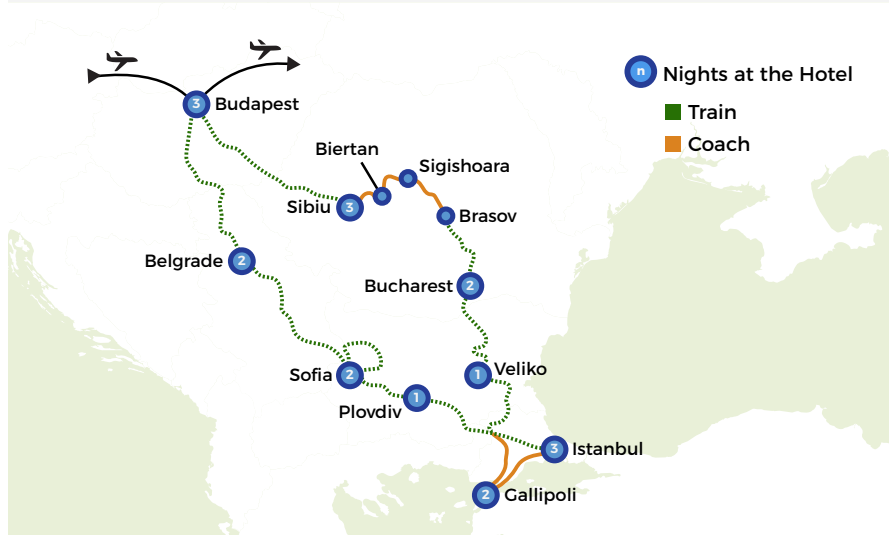 n Nights at the Hotel
Train
Coach
3 Budapest
Biertan
Sigishoara
Sibiu 3
Brasov
Belgrade 2
Bucharest 2
Sofia 2
1 Veliko
Plovdiv 1
3 Istanbul
2 Gallipoli